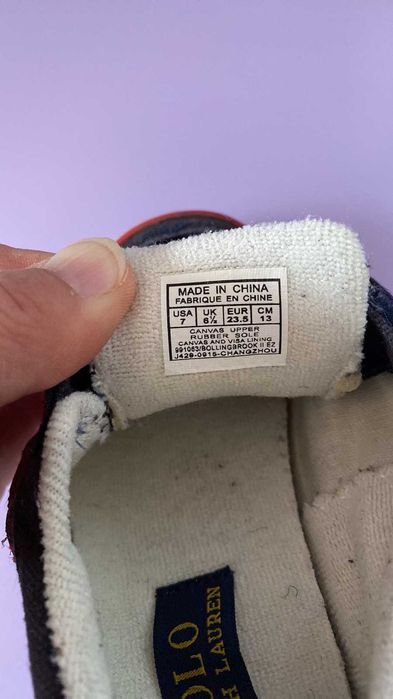 MADE IN CHINA
FABRIQUE EN CHINE
USA UK EUR CM
7 6½ 23.5 13
CANVAS UPPER
RUBBER SOLE
CANVAS AND VISA LINING
991063/BOLLINGBROOK II EZ
J429-0915-CHANGZHOU
OLO
H LAUREN